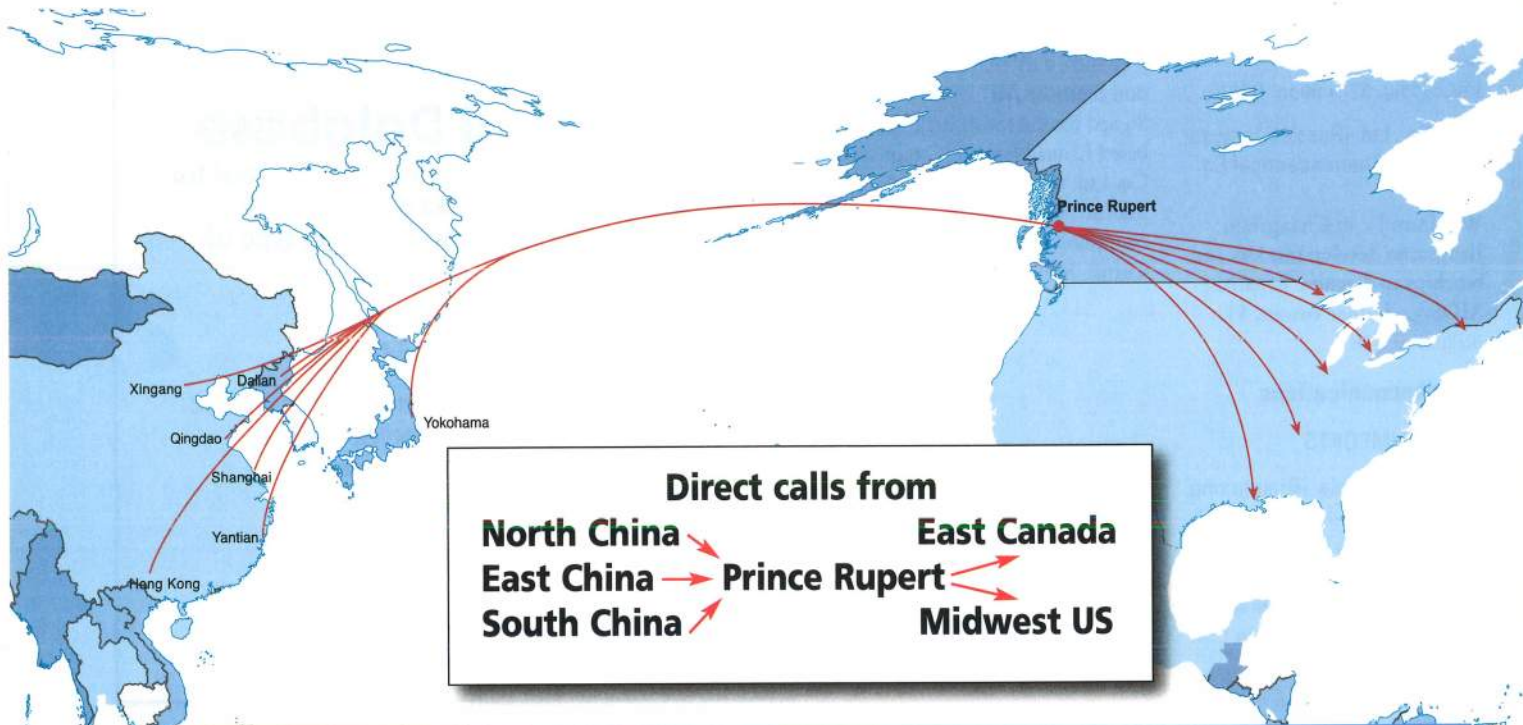 Prince Rupert
Xingang
Dalian
Qingdao
Yokohama
Shanghai
Yantian
Hong Kong
Direct calls from
North China
East China
South China
Prince Rupert
East Canada
Midwest US